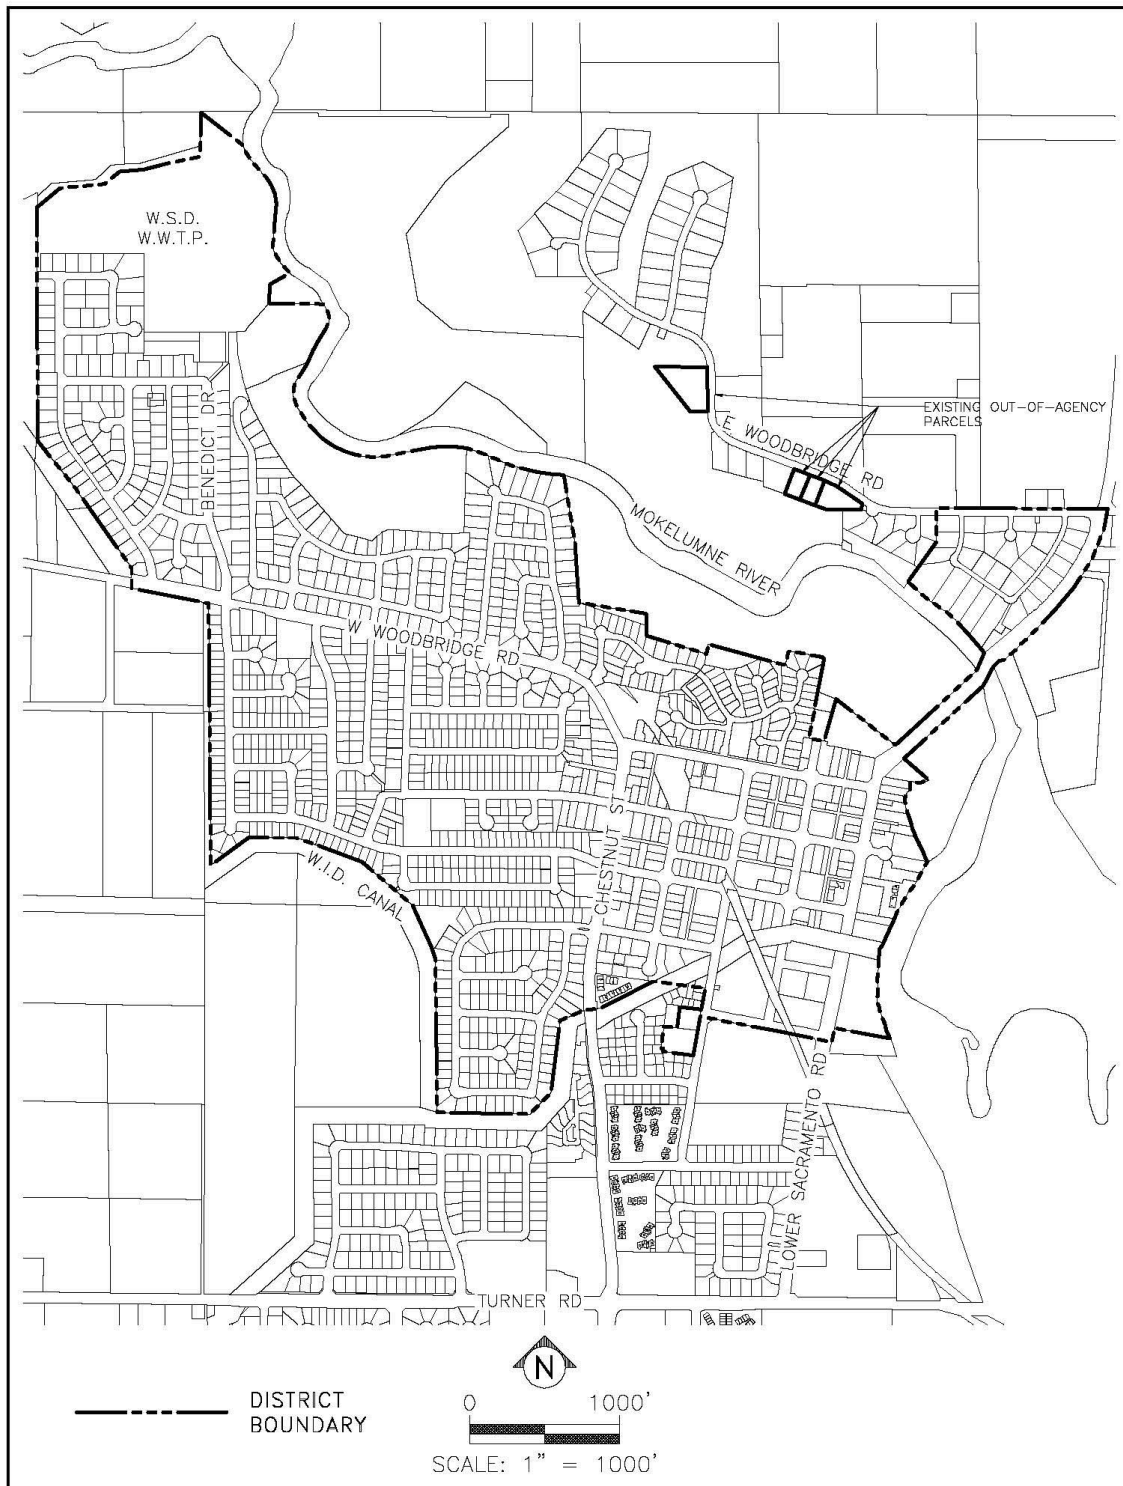 W.S.D.
W.W.T.P.
BENEDICT DR
EXISTING OUT-OF-AGENCY
PARCELS
E WOODBRIDGE RD
MOKELUMNE RIVER
W WOODBRIDGE RD
CHESNUT ST
W.I.D. CANAL
LOWER SACRAMENTO RD
TURNER RD
N
DISTRICT
BOUNDARY
0 1000'
SCALE: 1" = 1000'